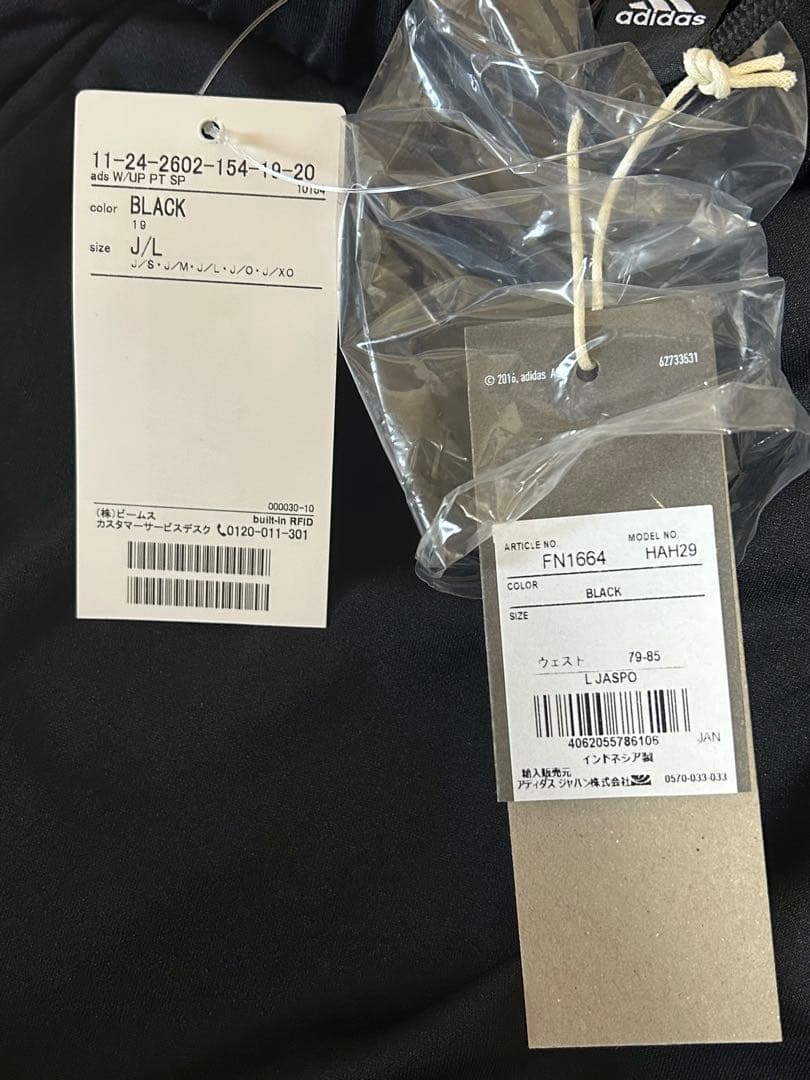 adidas
11-24-2602-154-19-20
ads W/UP PT SP
10184
color BLACK
19
size J/L
J/S・J/M・J/L・J/O・J/XO
000030-10
(株)ビームス built-in RFID
カスタマーサービスデスク 0120-011-301
© 2016, adidas
62733531
ARTICLE NO. MODEL NO.
FN1664 HAH29
COLOR
BLACK
SIZE
ウェスト 79-85
L JASPO
4062055786106 JAN
インドネシア製
輸入販売元
アディダス ジャパン株式会社 0570-033-033